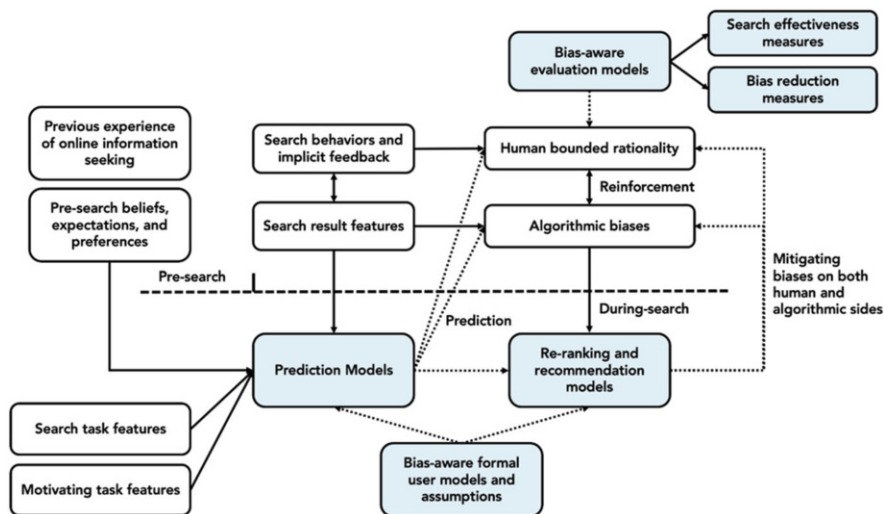 Bias-aware
evaluation models
Search effectiveness
measures
Bias reduction
measures
Previous experience
of online information
seeking
Search behaviors and
implicit feedback
Human bounded rationality
Reinforcement
Pre-search beliefs,
expectations, and
preferences
Search result features
Algorithmic biases
Pre-search
Mitigating
biases on both
human and
algorithmic sides
Prediction
During-search
Prediction Models
Re-ranking and
recommendation
models
Search task features
Motivating task features
Bias-aware formal
user models and
assumptions